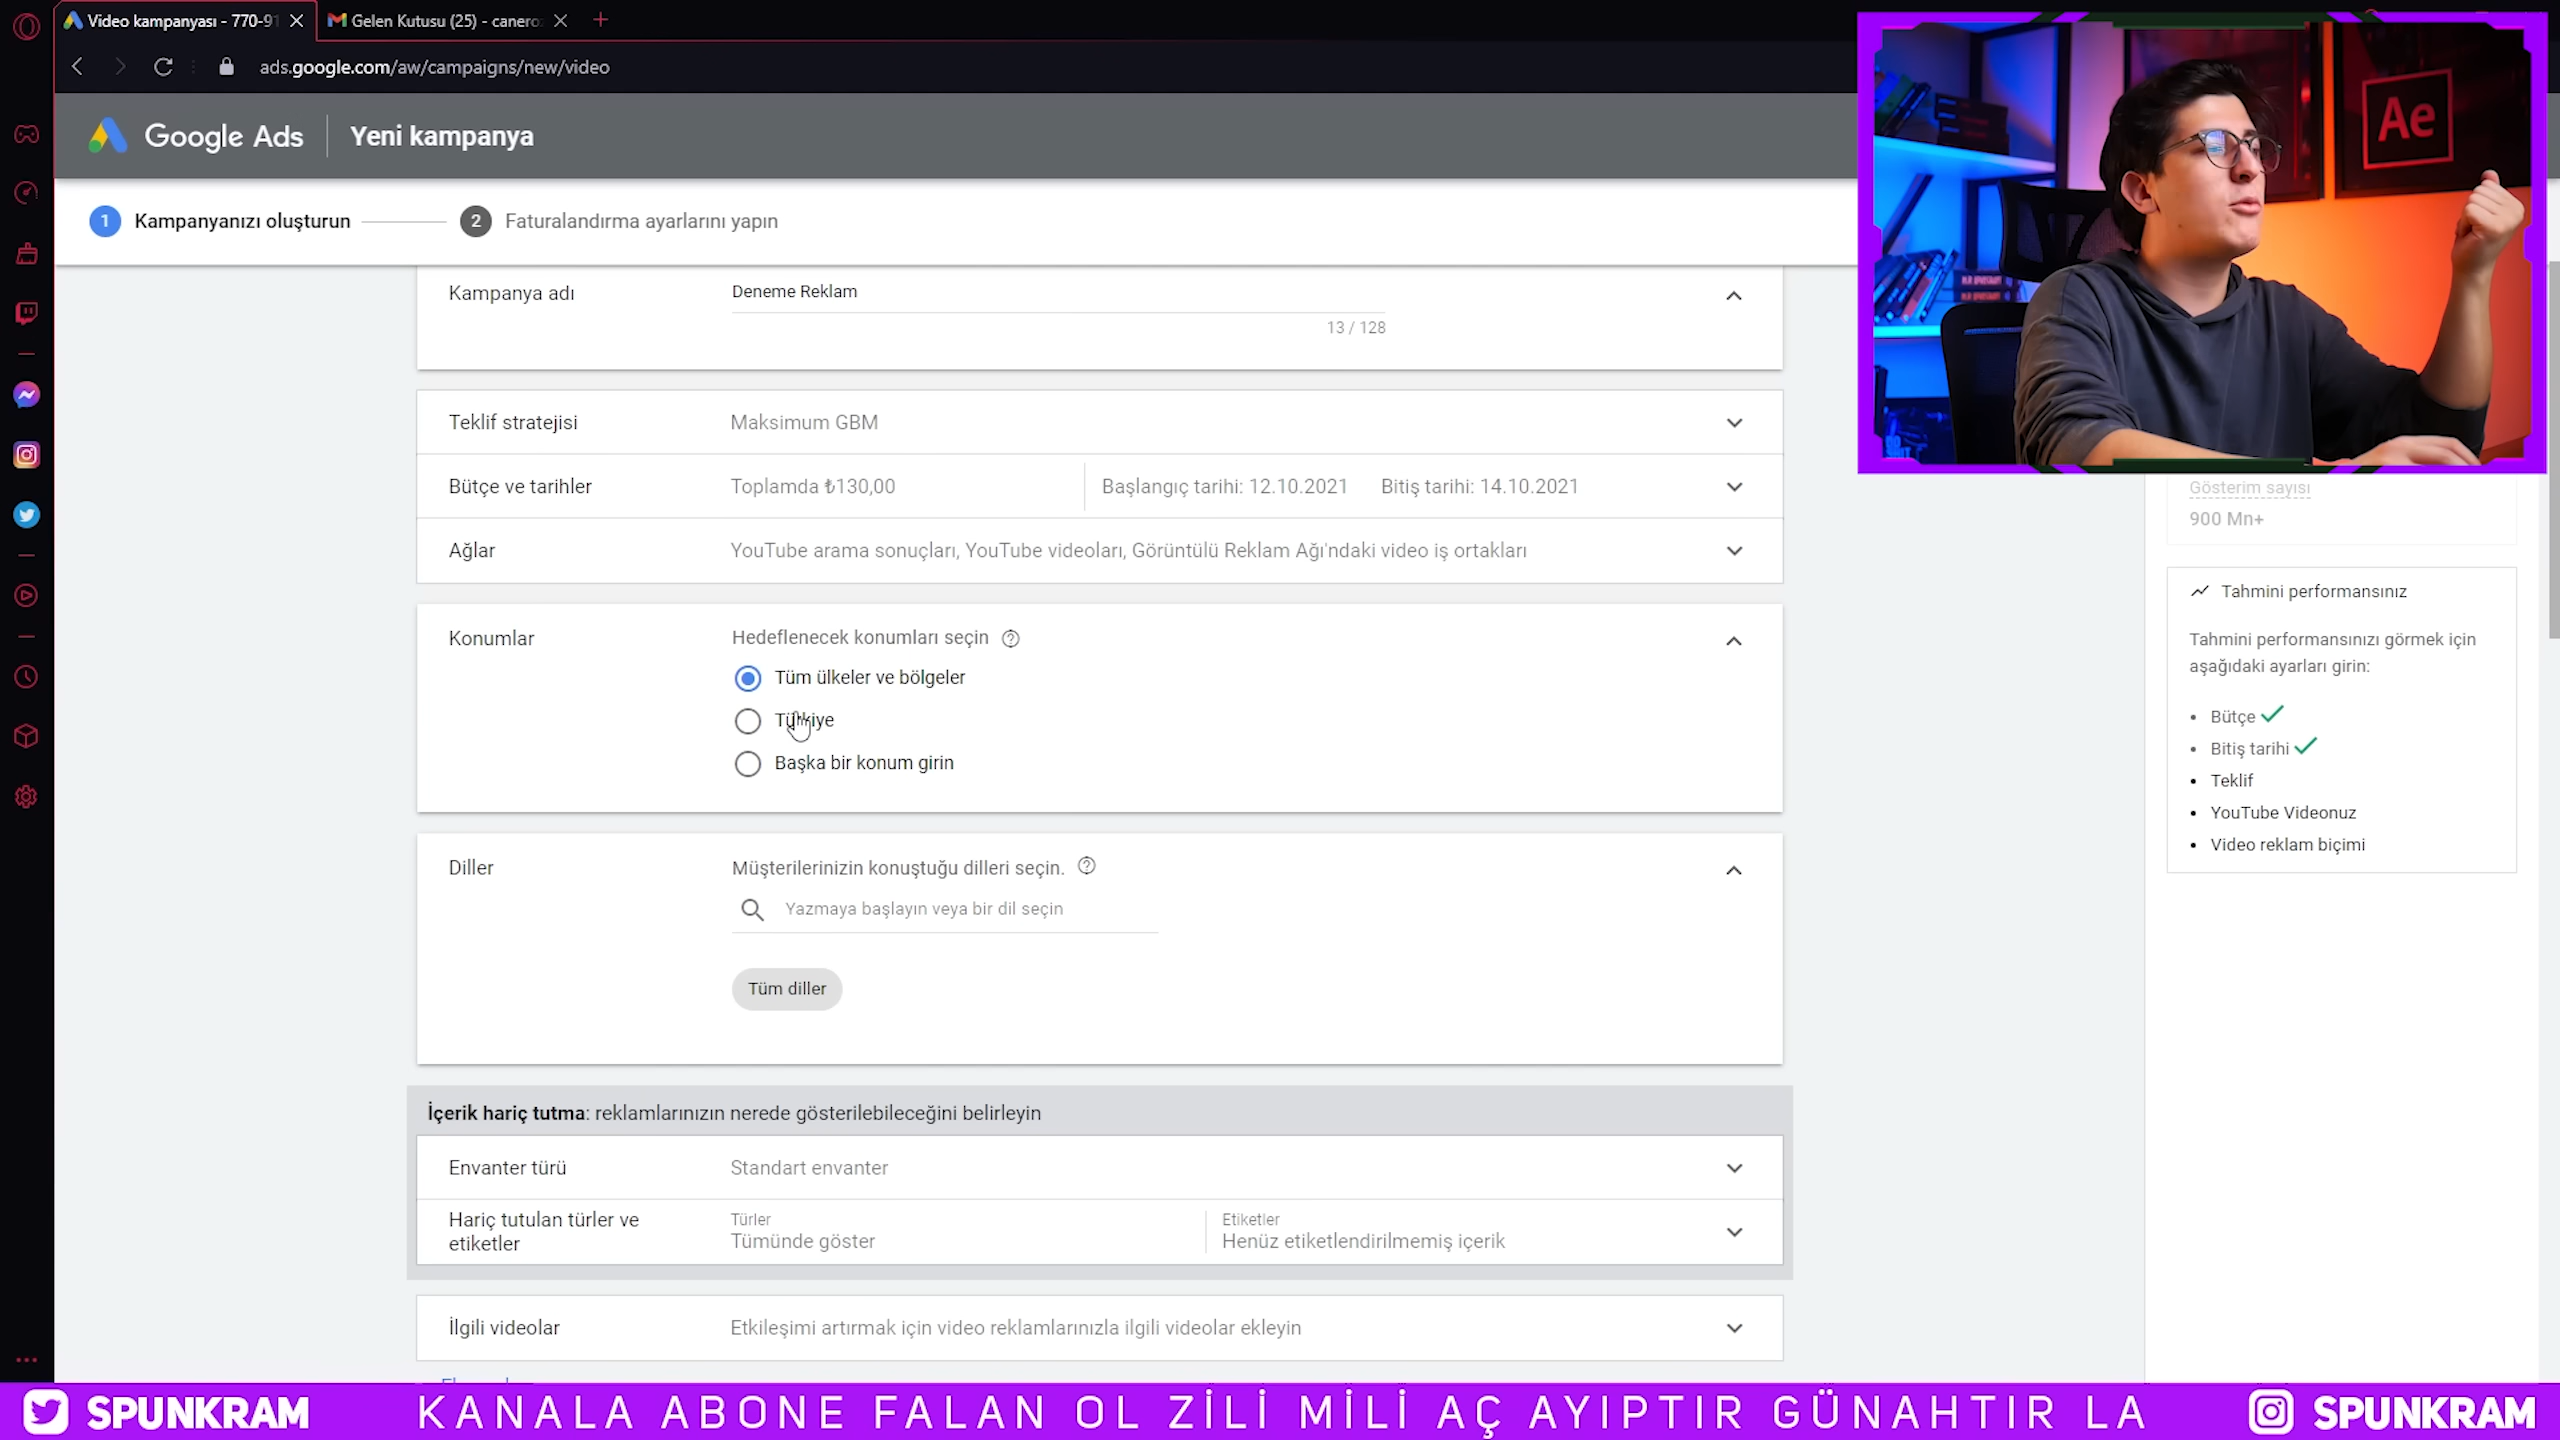 Video kampanyası - 770-91
Gelen Kutusu (25) - canero
ads.google.com/aw/campaigns/new/video
Google Ads
Yeni kampanya
1 Kampanyanızı oluşturun
2 Faturalandırma ayarlarını yapın
Ae
Kampanya adı
Deneme Reklam
13 / 128
Teklif stratejisi
Maksimum GBM
Bütçe ve tarihler
Toplamda ₺130,00
Başlangıç tarihi: 12.10.2021
Bitiş tarihi: 14.10.2021
Ağlar
YouTube arama sonuçları, YouTube videoları, Görüntülü Reklam Ağı'ndaki video iş ortakları
Konumlar
Hedeflenecek konumları seçin
Tüm ülkeler ve bölgeler
Türkiye
Başka bir konum girin
Diller
Müşterilerinizin konuştuğu dilleri seçin.
Yazmaya başlayın veya bir dil seçin
Tüm diller
İçerik hariç tutma: reklamlarınızın nerede gösterilebileceğini belirleyin
Envanter türü
Standart envanter
Hariç tutulan türler ve
etiketler
Türler
Tümünde göster
Etiketler
Henüz etiketlendirilmemiş içerik
İlgili videolar
Etkileşimi artırmak için video reklamlarınızla ilgili videolar ekleyin
Gösterim sayısı
900 Mn+
Tahmini performansınız
Tahmini performansınızı görmek için
aşağıdaki ayarları girin:
Bütçe
Bitiş tarihi
Teklif
YouTube Videonuz
Video reklam biçimi
SPUNKRAM
KANALA ABONE FALAN OL ZİLİ MİLİ AÇ AYIPTIR GÜNAHTIR LA
SPUNKRAM